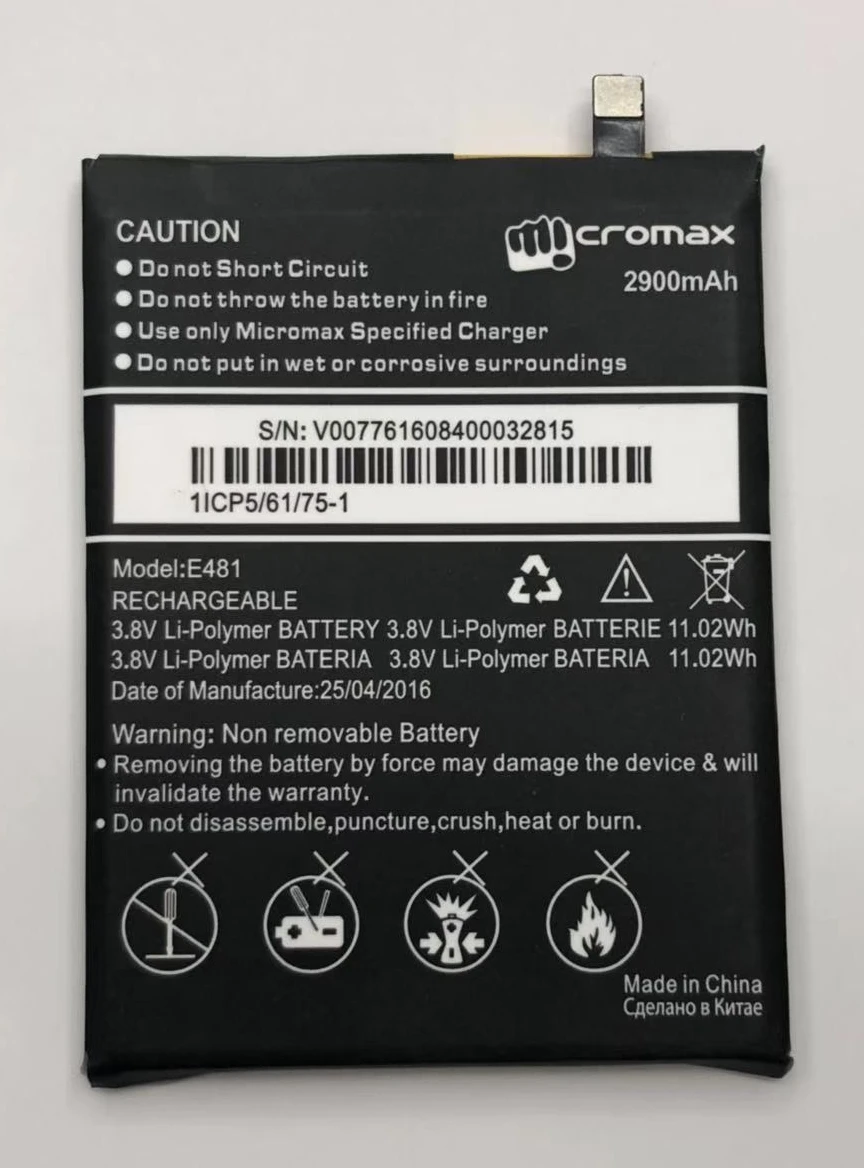 CAUTION
micromax
2900mAh
● Do not Short Circuit
● Do not throw the battery in fire
● Use only Micromax Specified Charger
● Do not put in wet or corrosive surroundings
S/N: V007761608400032815
1ICP5/61/75-1
Model:E481
RECHARGEABLE
3.8V Li-Polymer BATTERY 3.8V Li-Polymer BATTERIE 11.02Wh
3.8V Li-Polymer BATERIA 3.8V Li-Polymer BATERIA 11.02Wh
Date of Manufacture:25/04/2016
Warning: Non removable Battery
• Removing the battery by force may damage the device & will
invalidate the warranty.
• Do not disassemble,puncture,crush,heat or burn.
Made in China
Сделано в Китае